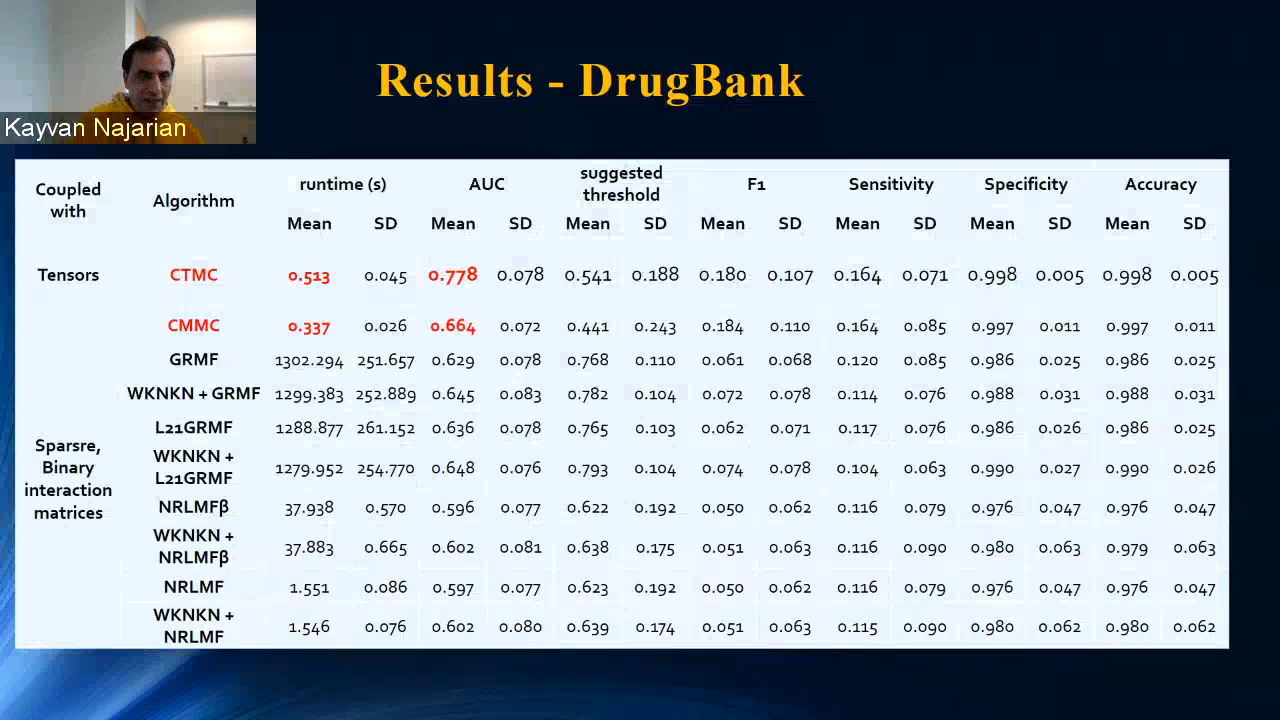 Results - DrugBank
Kayvan Najarian
Coupled with Algorithm runtime (s) AUC suggested threshold F1 Sensitivity Specificity Accuracy
Mean SD Mean SD Mean SD Mean SD Mean SD Mean SD Mean SD
Tensors CTMC 0.513 0.045 0.778 0.078 0.541 0.188 0.180 0.107 0.164 0.071 0.998 0.005 0.998 0.005
Sparsre, Binary interaction matrices
CMMC 0.337 0.026 0.664 0.072 0.441 0.243 0.184 0.110 0.164 0.085 0.997 0.011 0.997 0.011
GRMF 1302.294 251.657 0.629 0.078 0.768 0.110 0.061 0.068 0.120 0.085 0.986 0.025 0.986 0.025
WKNKN + GRMF 1299.383 252.889 0.645 0.083 0.782 0.104 0.072 0.078 0.114 0.076 0.988 0.031 0.988 0.031
L21GRMF 1288.877 261.152 0.636 0.078 0.765 0.103 0.062 0.071 0.117 0.076 0.986 0.026 0.986 0.025
WKNKN + L21GRMF 1279.952 254.770 0.648 0.076 0.793 0.104 0.074 0.078 0.104 0.063 0.990 0.027 0.990 0.026
NRLMFβ 37.938 0.570 0.596 0.077 0.622 0.192 0.050 0.062 0.116 0.079 0.976 0.047 0.976 0.047
WKNKN + NRLMFβ 37.883 0.665 0.602 0.081 0.638 0.175 0.051 0.063 0.116 0.090 0.980 0.063 0.979 0.063
NRLMF 1.551 0.086 0.597 0.077 0.623 0.192 0.050 0.062 0.116 0.079 0.976 0.047 0.976 0.047
WKNKN + NRLMF 1.546 0.076 0.602 0.080 0.639 0.174 0.051 0.063 0.115 0.090 0.980 0.062 0.980 0.062